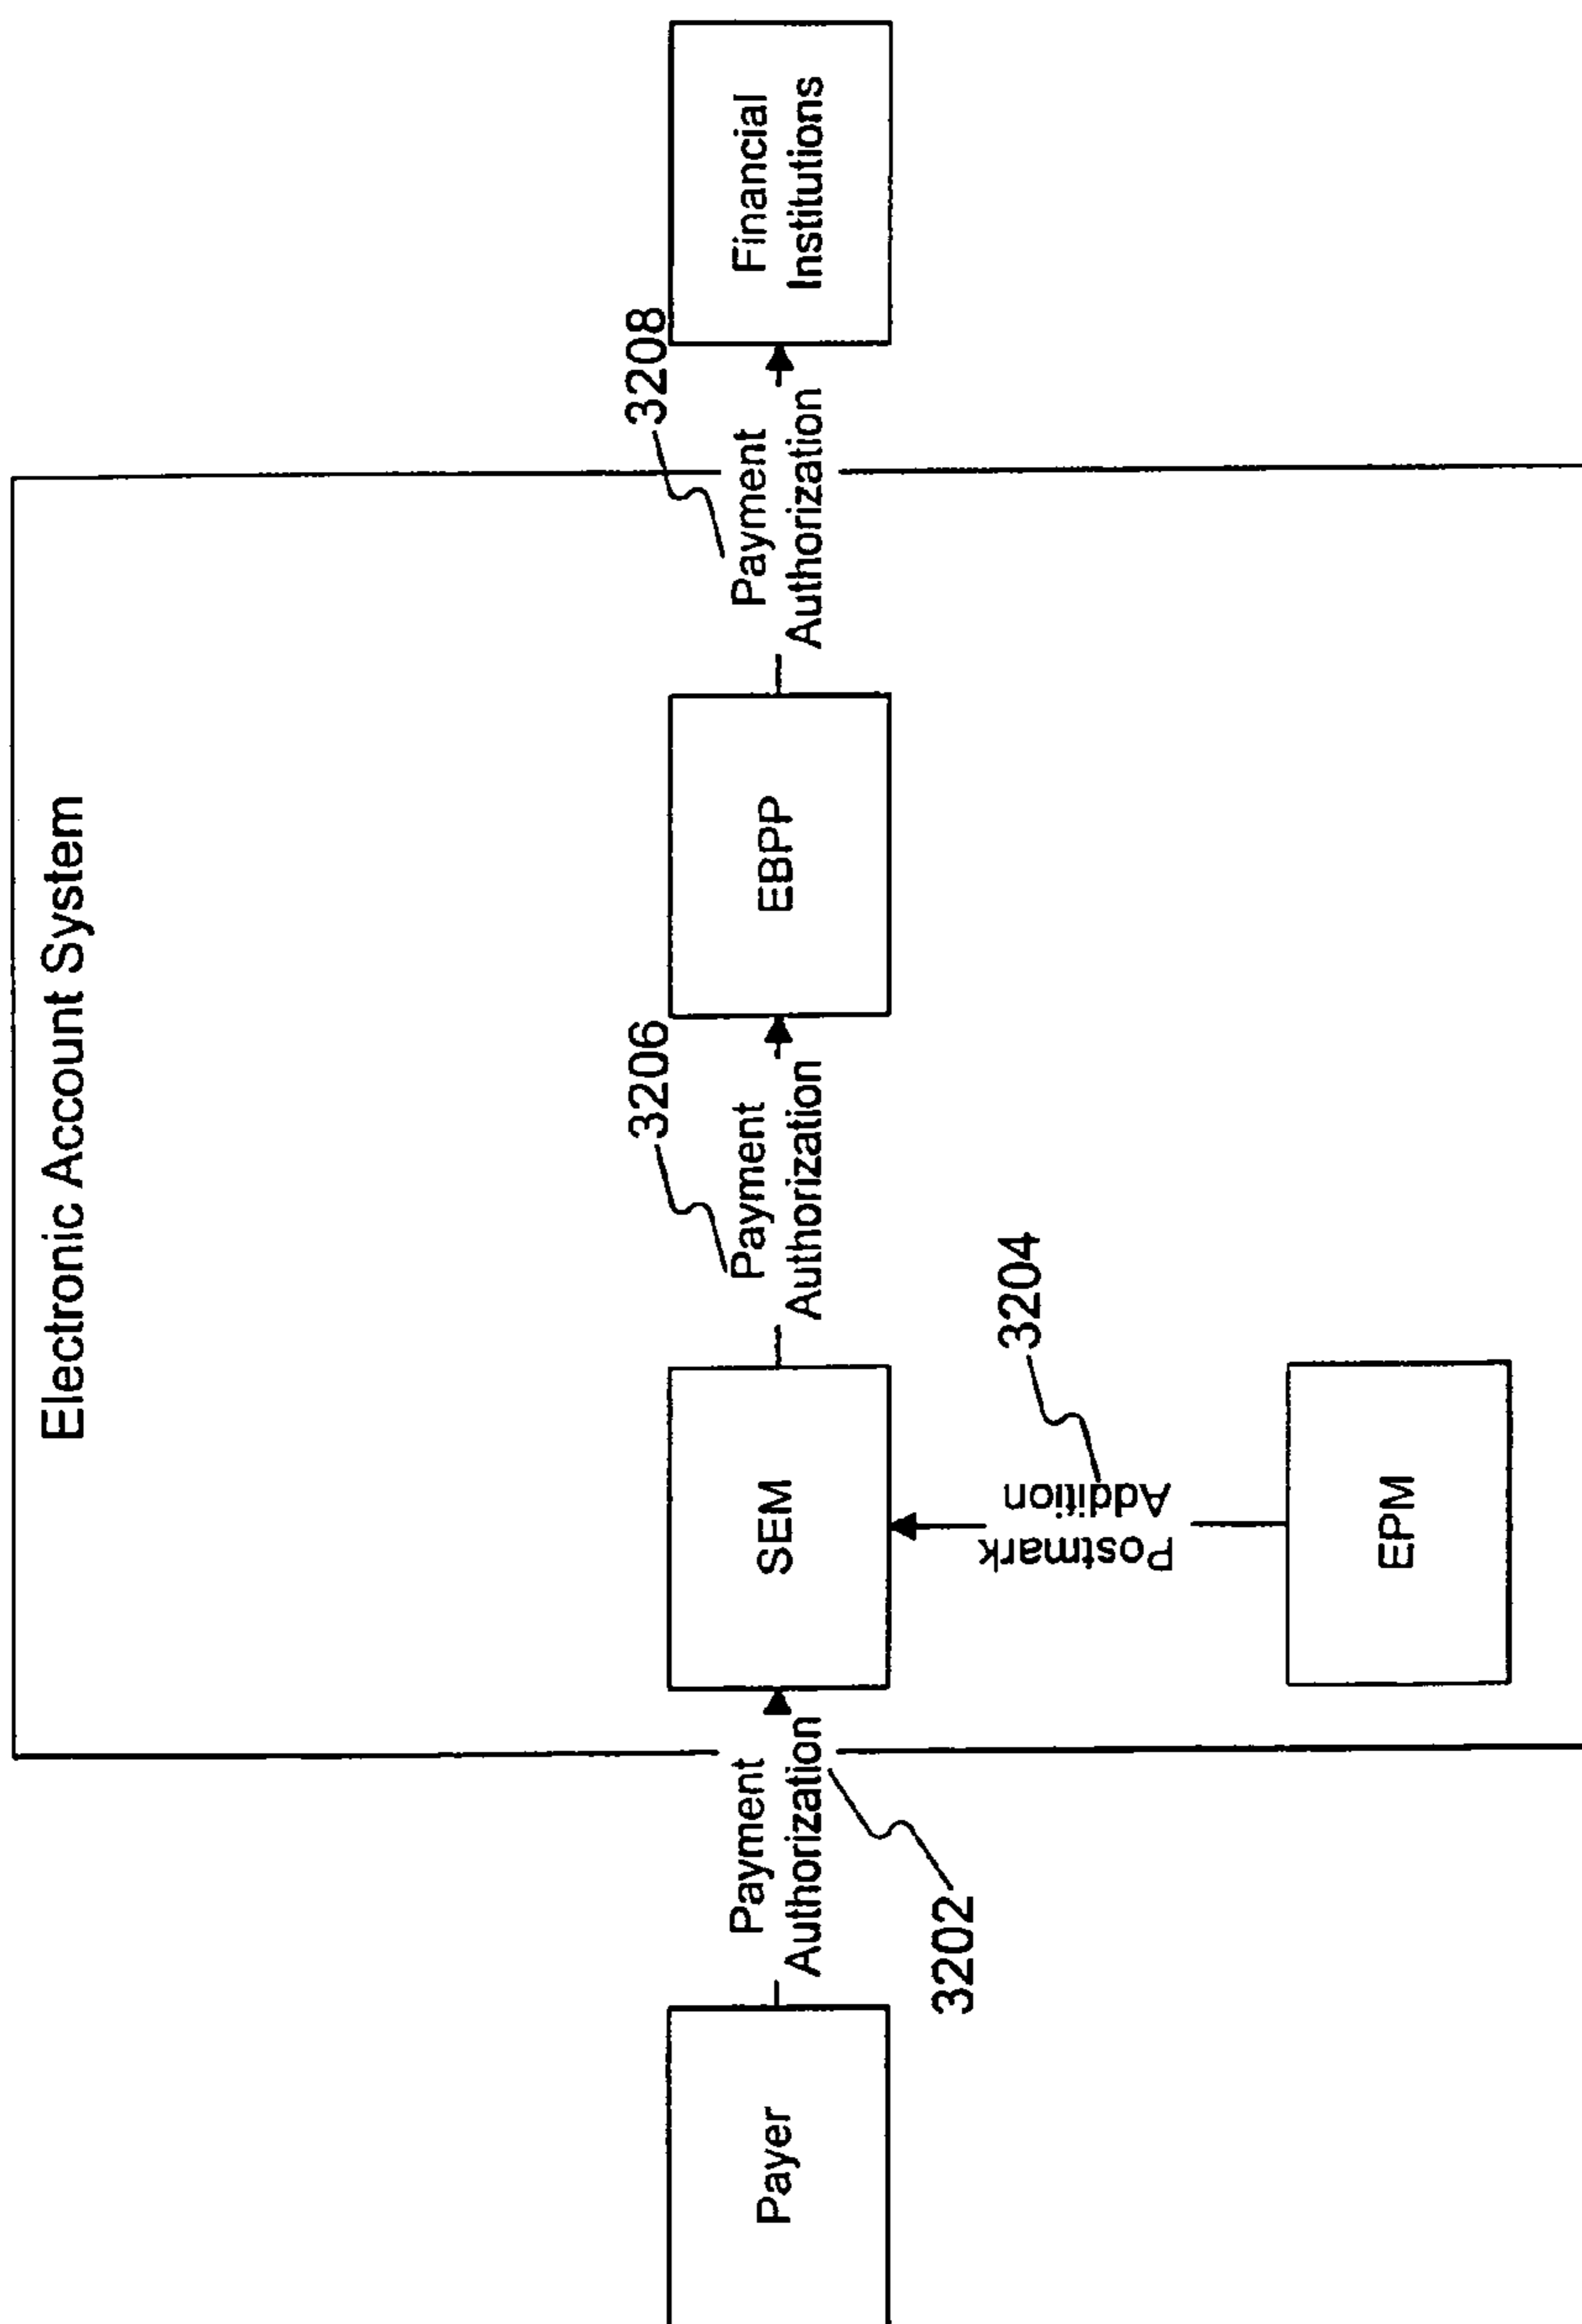 Electronic Account System
Payer
Payment
Authorization
3202
SEM
Postmark
Addition
3204
EPM
Payment
Authorization
3206
EBPP
Payment
Authorization
3208
Financial
Institutions